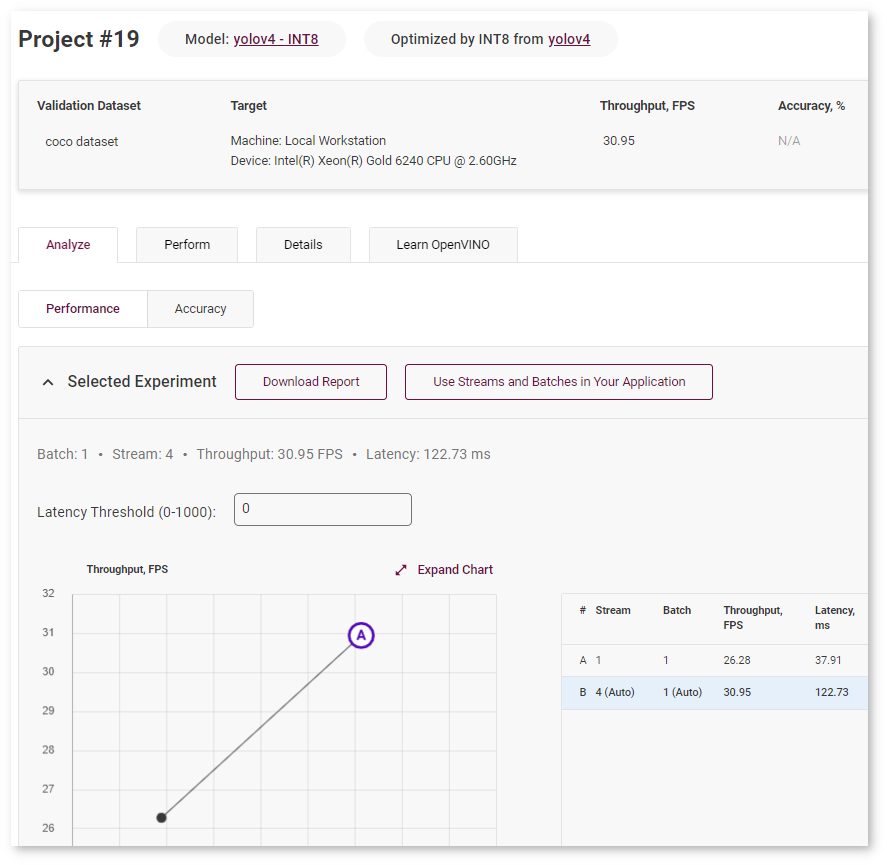 Project #19 Model: yolov4 - INT8 Optimized by INT8 from yolov4
Validation Dataset Target Throughput, FPS Accuracy, %
coco dataset Machine: Local Workstation 30.95 N/A
Device: Intel(R) Xeon(R) Gold 6240 CPU @ 2.60GHz
Analyze Perform Details Learn OpenVINO
Performance Accuracy
Selected Experiment Download Report Use Streams and Batches in Your Application
Batch: 1 • Stream: 4 • Throughput: 30.95 FPS • Latency: 122.73 ms
Latency Threshold (0-1000): 0
Throughput, FPS Expand Chart
32
31
30
29
28
27
26
A
# Stream Batch Throughput, FPS Latency, ms
A 1 1 26.28 37.91
B 4 (Auto) 1 (Auto) 30.95 122.73